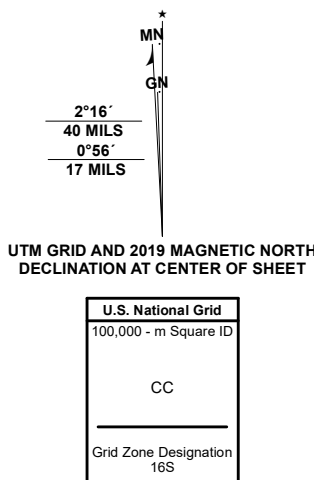 MN
GN
2°16´
40 MILS
0°56´
17 MILS
UTM GRID AND 2019 MAGNETIC NORTH
DECLINATION AT CENTER OF SHEET
U.S. National Grid
100,000 - m Square ID
CC
Grid Zone Designation
16S